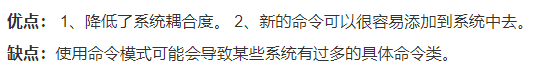 优点： 1、降低了系统耦合度。 2、新的命令可以很容易添加到系统中去。
缺点：使用命令模式可能会导致某些系统有过多的具体命令类。